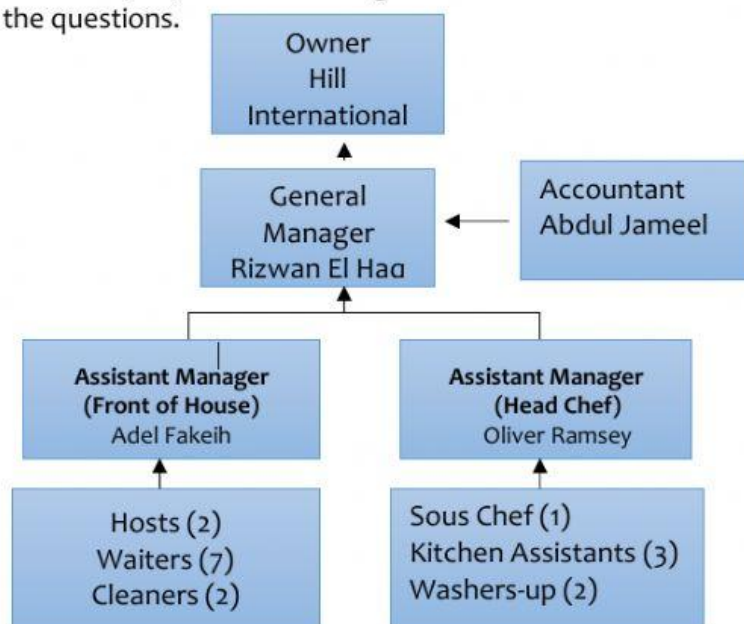 the questions.
Owner
Hill
International
General
Manager
Rizwan El Haq
Accountant
Abdul Jameel
Assistant Manager
(Front of House)
Adel Fakeih
Assistant Manager
(Head Chef)
Oliver Ramsey
Hosts (2)
Waiters (7)
Cleaners (2)
Sous Chef (1)
Kitchen Assistants (3)
Washers-up (2)